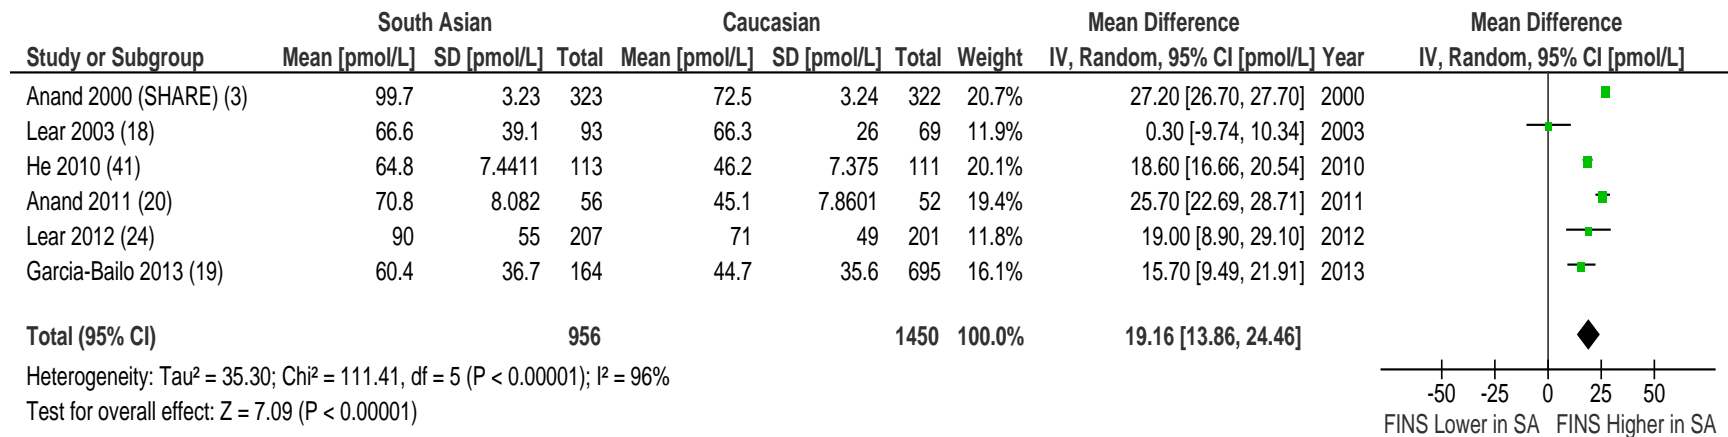 South Asian Caucasian Mean Difference Mean Difference
Study or Subgroup Mean [pmol/L] SD [pmol/L] Total Mean [pmol/L] SD [pmol/L] Total Weight IV, Random, 95% CI [pmol/L] Year IV, Random, 95% CI [pmol/L]
Anand 2000 (SHARE) (3) 99.7 3.23 323 72.5 3.24 322 20.7% 27.20 [26.70, 27.70] 2000
Lear 2003 (18) 66.6 39.1 93 66.3 26 69 11.9% 0.30 [-9.74, 10.34] 2003
He 2010 (41) 64.8 7.4411 113 46.2 7.375 111 20.1% 18.60 [16.66, 20.54] 2010
Anand 2011 (20) 70.8 8.082 56 45.1 7.8601 52 19.4% 25.70 [22.69, 28.71] 2011
Lear 2012 (24) 90 55 207 71 49 201 11.8% 19.00 [8.90, 29.10] 2012
Garcia-Bailo 2013 (19) 60.4 36.7 164 44.7 35.6 695 16.1% 15.70 [9.49, 21.91] 2013
Total (95% CI) 956 1450 100.0% 19.16 [13.86, 24.46]
Heterogeneity: Tau² = 35.30; Chi² = 111.41, df = 5 (P < 0.00001); I² = 96%
Test for overall effect: Z = 7.09 (P < 0.00001)
-50 -25 0 25 50
FINS Lower in SA FINS Higher in SA